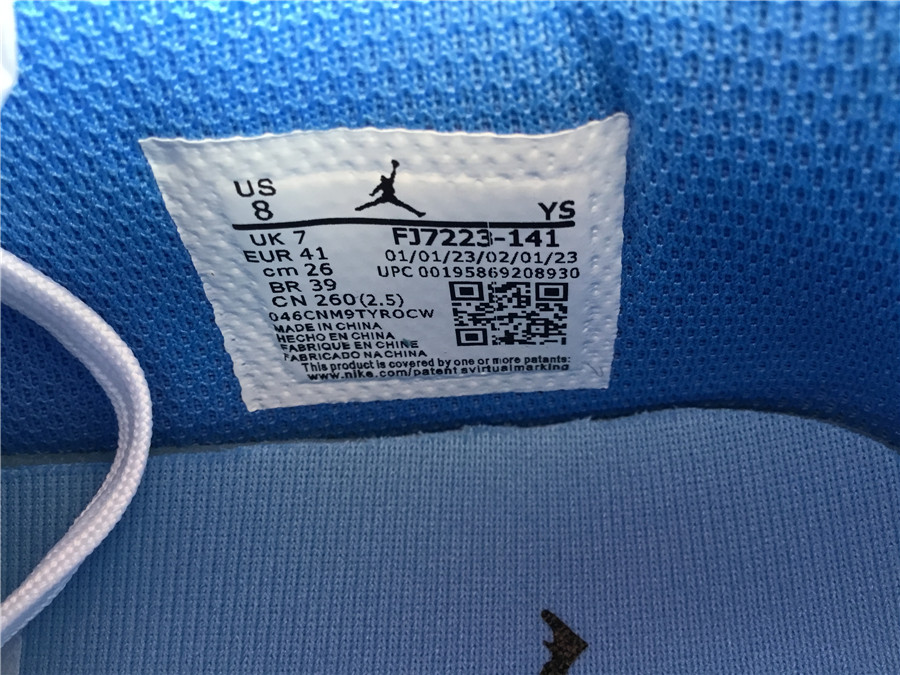 US
8 YS
UK 7 FJ7223-141
EUR 41 01/01/23/02/01/23
cm 26 UPC 00195869208930
BR 39
CN 260(2.5)
046CNM9TYROCW
MADE IN CHINA
HECHO EN CHINA
FABRIQUE EN CHINE
FABRICADO NA CHINA
This product is covered by one or more patents:
www.nike.com/patentsvirtualmarking